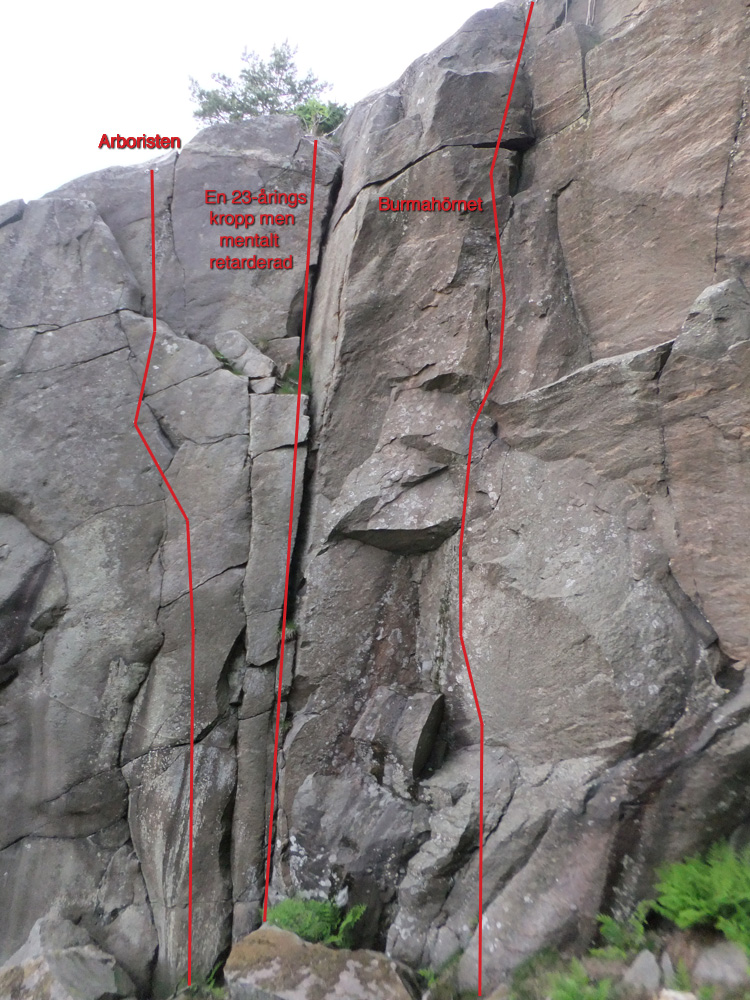 Arboristen
En 23-årings
kropp men
mentalt
retarderad
Burmahörnet